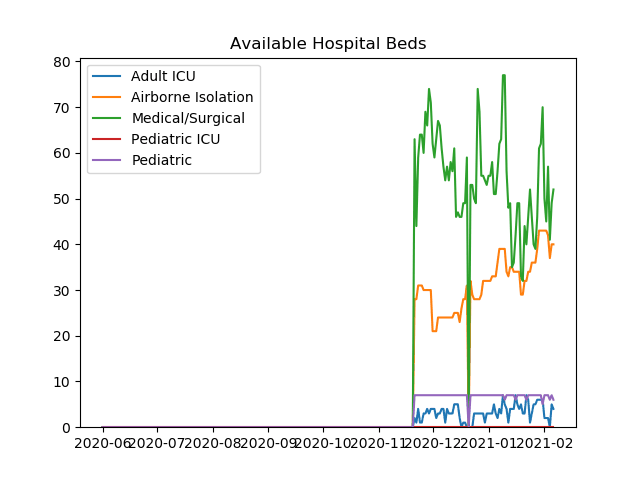 Available Hospital Beds
80
70
60
50
40
30
20
10
0
Adult ICU
Airborne Isolation
Medical/Surgical
Pediatric ICU
Pediatric
2020-06 2020-07 2020-08 2020-09 2020-10 2020-11 2020-12 2021-01 2021-02